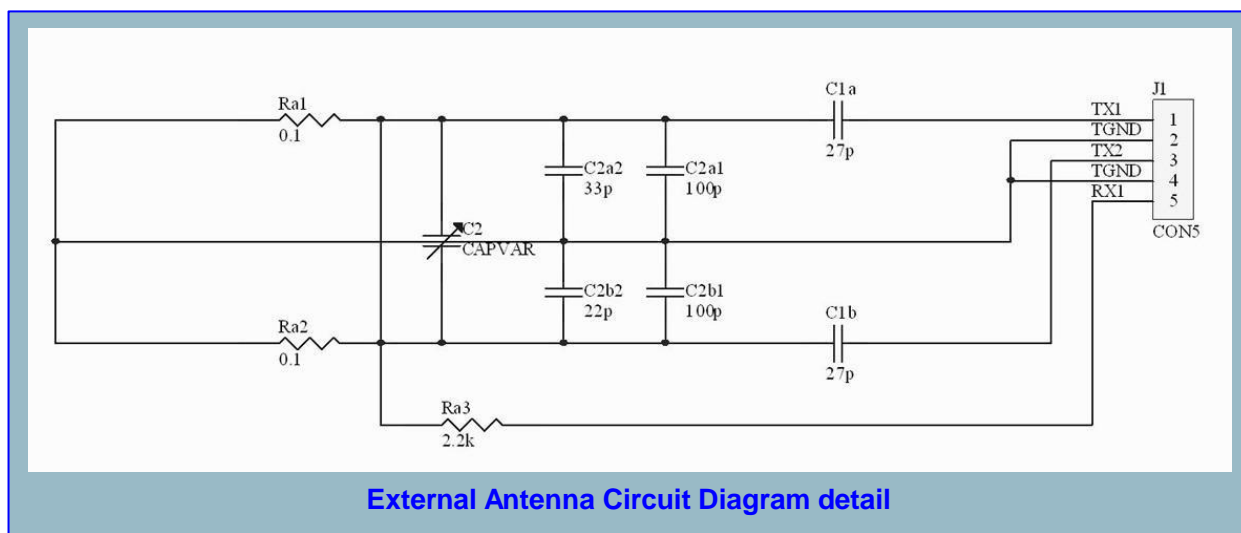 C1a
J1
Ra1
TX1
1
0.1
27p
TGND
2
TX2
3
C2a2
C2a1
TGND
4
33p
100p
RX1
5
C2
CON5
CAPVAR
C2b2
C2b1
22p
100p
C1b
Ra2
0.1
27p
Ra3
2.2k
External Antenna Circuit Diagram detail